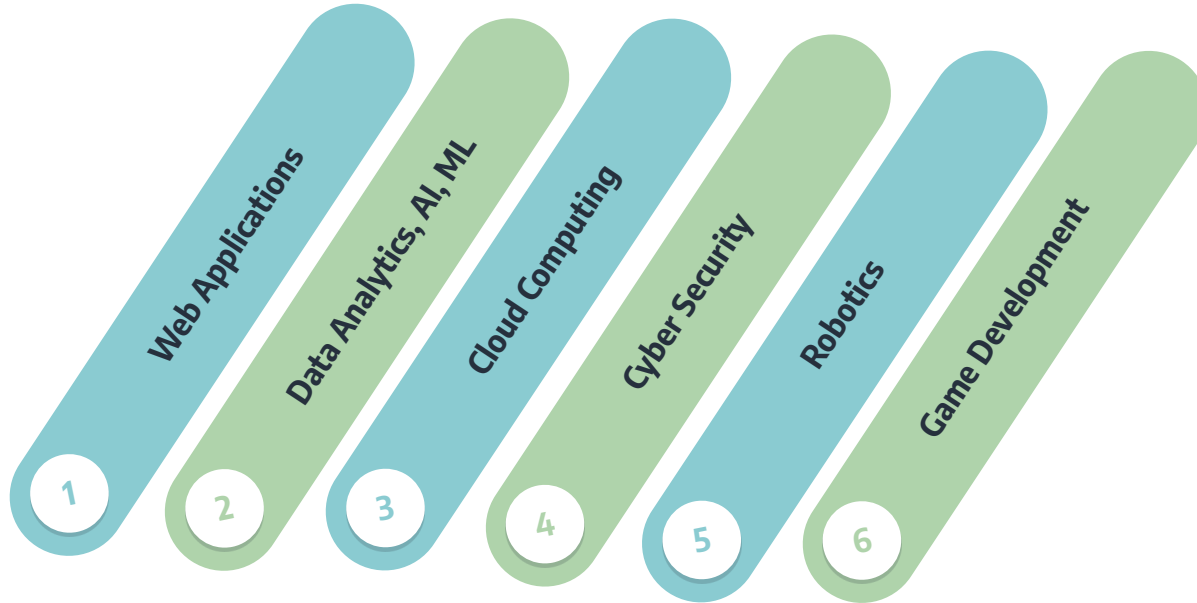 Web Applications
1
Data Analytics, AI, ML
2
Cloud Computing
3
Cyber Security
4
Robotics
5
Game Development
6